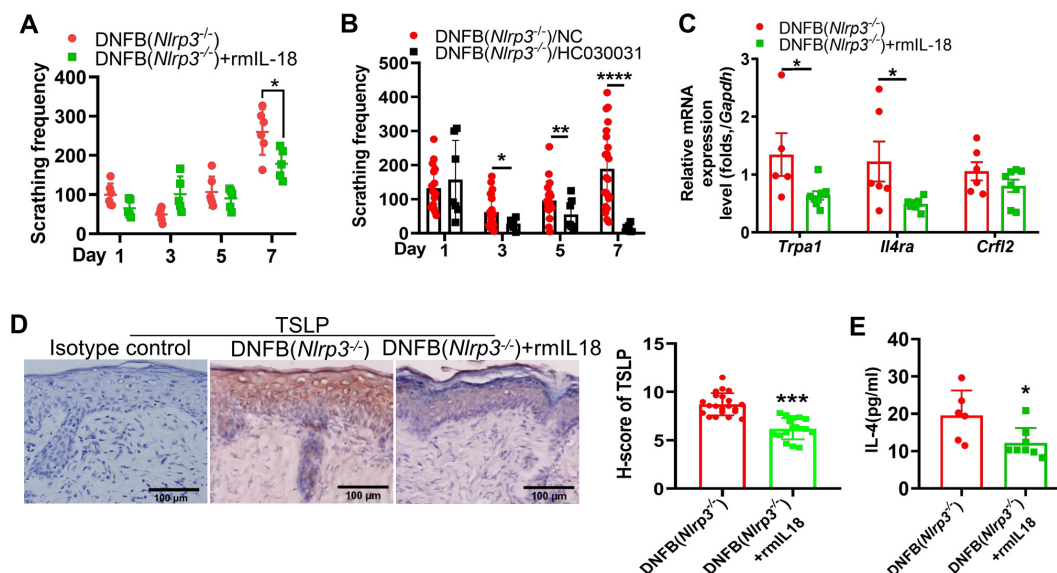 A
DNFB(Nlrp3-/-)
DNFB(Nlrp3-/-)+rmIL-18
Scrathing frequency
400
300
200
100
0
*
Day 1 3 5 7
B
DNFB(Nlrp3-/-)/NC
DNFB(Nlrp3-/-)/HC030031
Scrathing frequency
500
400
300
200
100
0
* ** ****
Day 1 3 5 7
C
DNFB(Nlrp3-/-)
DNFB(Nlrp3-/-)+rmIL-18
Relative mRNA
expression
level (folds,/Gapdh)
3
2
1
0
* *
Trpa1 Il4ra Crfl2
D
TSLP
Isotype control DNFB(Nlrp3-/-) DNFB(Nlrp3-/-)+rmIL18
100 μm 100 μm 100 μm
H-score of TSLP
15
10
5
0
***
DNFB(Nlrp3-/-)
DNFB(Nlrp3-/-)
+rmIL18
E
IL-4(pg/ml)
40
30
20
10
0
*
DNFB(Nlrp3-/-)
DNFB(Nlrp3-/-)
+rmIL18